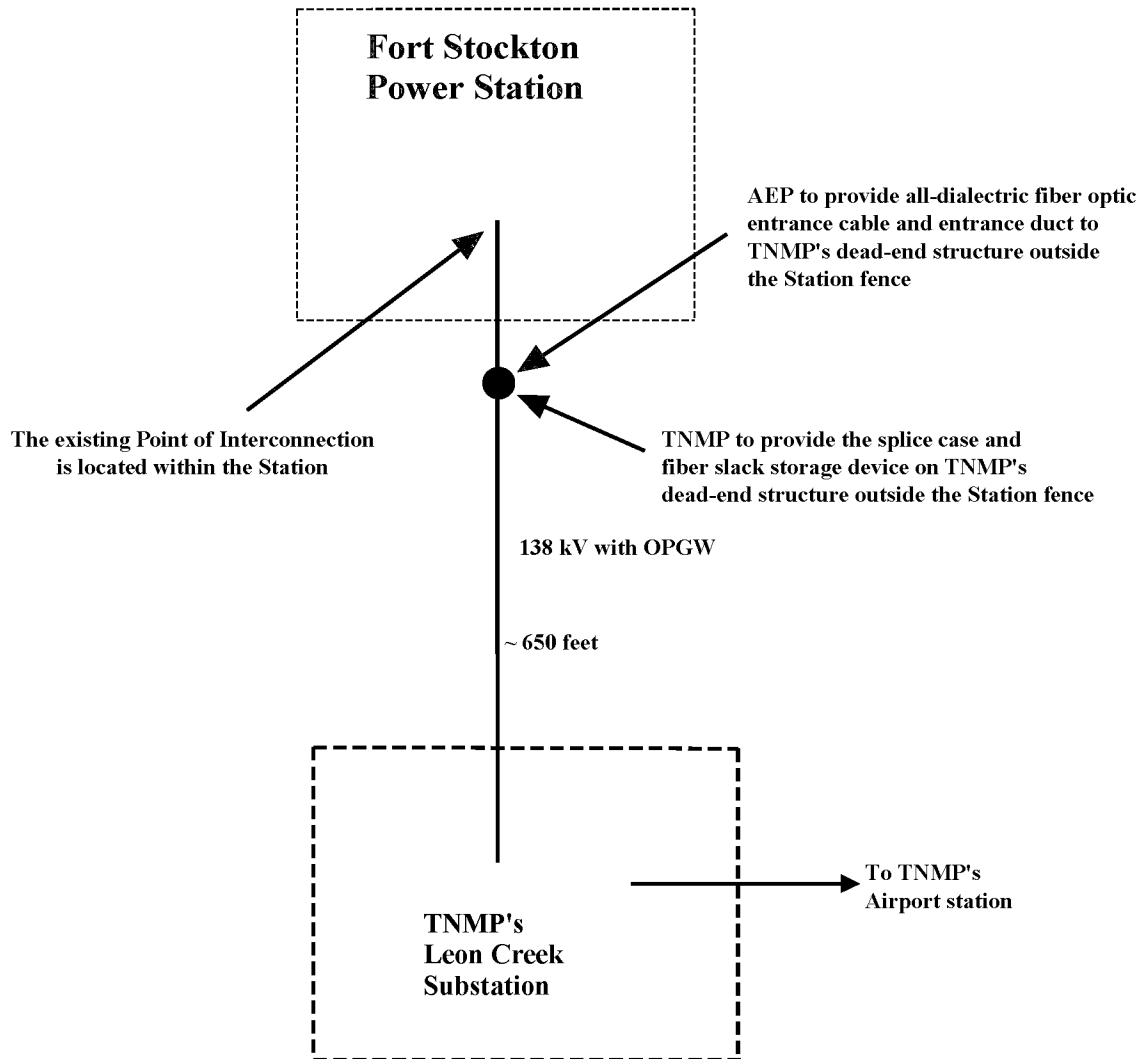 Fort Stockton
Power Station
AEP to provide all-dialectric fiber optic
entrance cable and entrance duct to
TNMP's dead-end structure outside
the Station fence
The existing Point of Interconnection
is located within the Station
TNMP to provide the splice case and
fiber slack storage device on TNMP's
dead-end structure outside the Station fence
138 kV with OPGW
~ 650 feet
To TNMP's
Airport station
TNMP's
Leon Creek
Substation